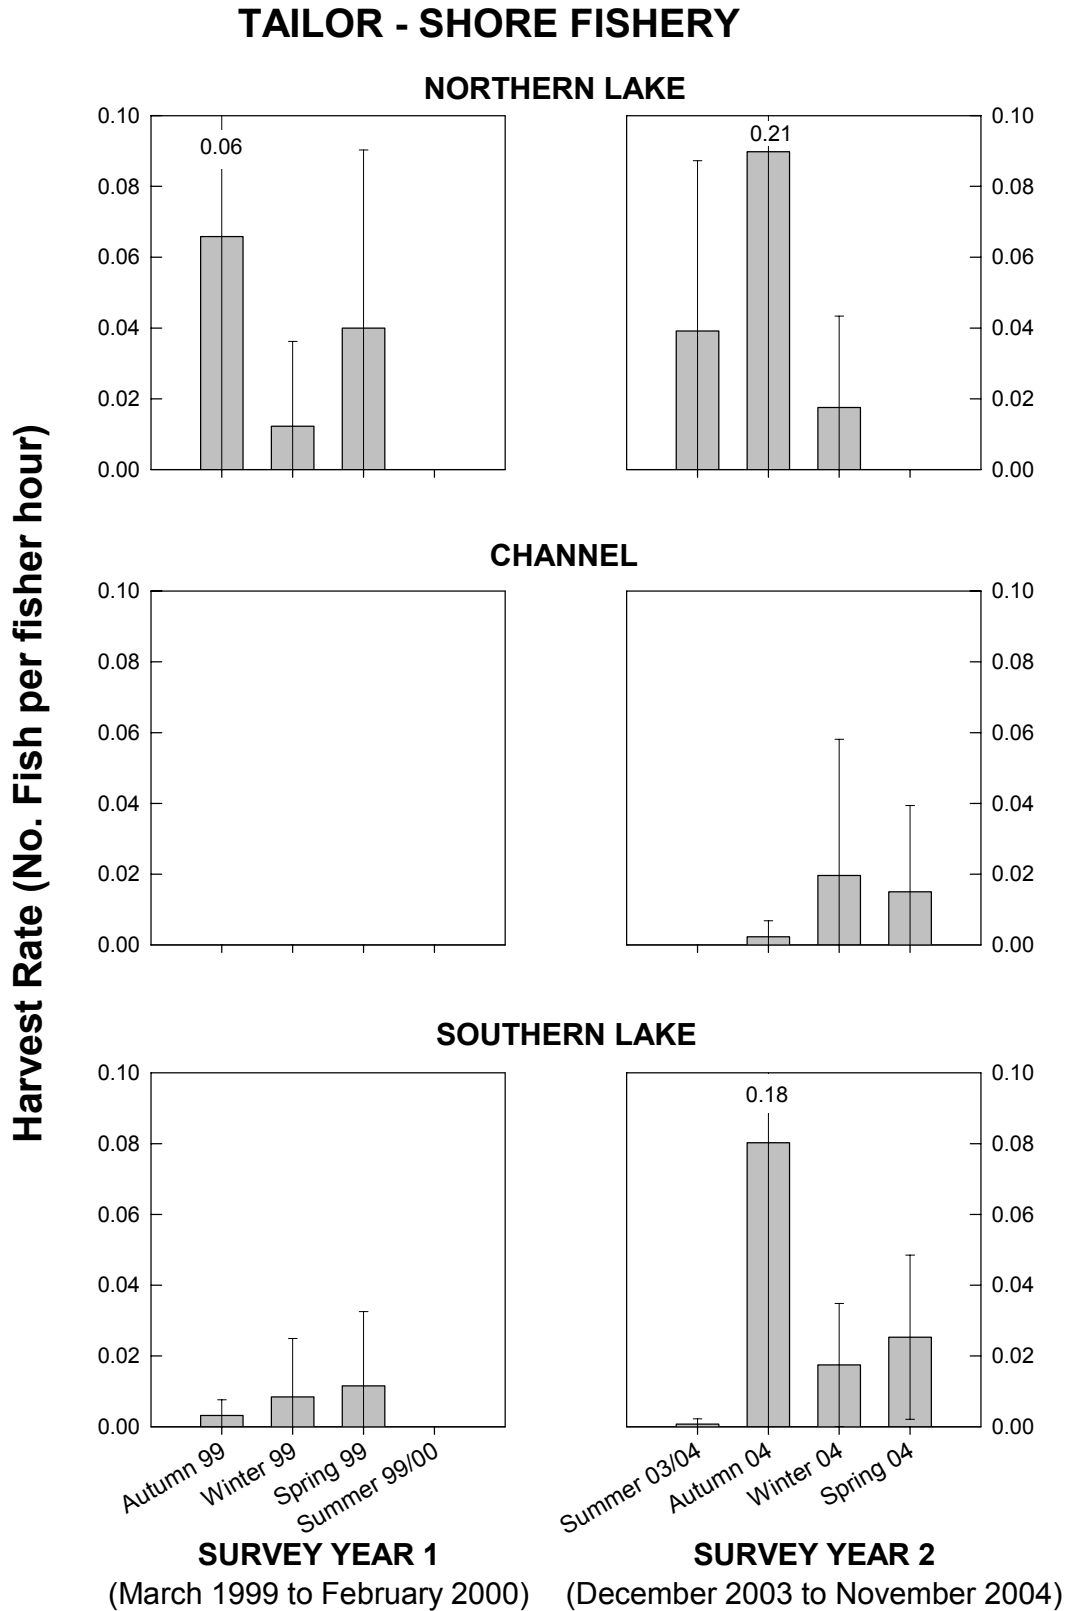 TAILOR - SHORE FISHERY
NORTHERN LAKE
0.10
0.08
0.06
0.04
0.02
0.00
0.06
0.21
0.10
0.08
0.06
0.04
0.02
0.00
Harvest Rate (No. Fish per fisher hour)
CHANNEL
0.10
0.08
0.06
0.04
0.02
0.00
0.10
0.08
0.06
0.04
0.02
0.00
SOUTHERN LAKE
0.10
0.08
0.06
0.04
0.02
0.00
0.18
0.10
0.08
0.06
0.04
0.02
0.00
Autumn 99
Winter 99
Spring 99
Summer 99/00
Summer 03/04
Autumn 04
Winter 04
Spring 04
SURVEY YEAR 1
(March 1999 to February 2000)
SURVEY YEAR 2
(December 2003 to November 2004)